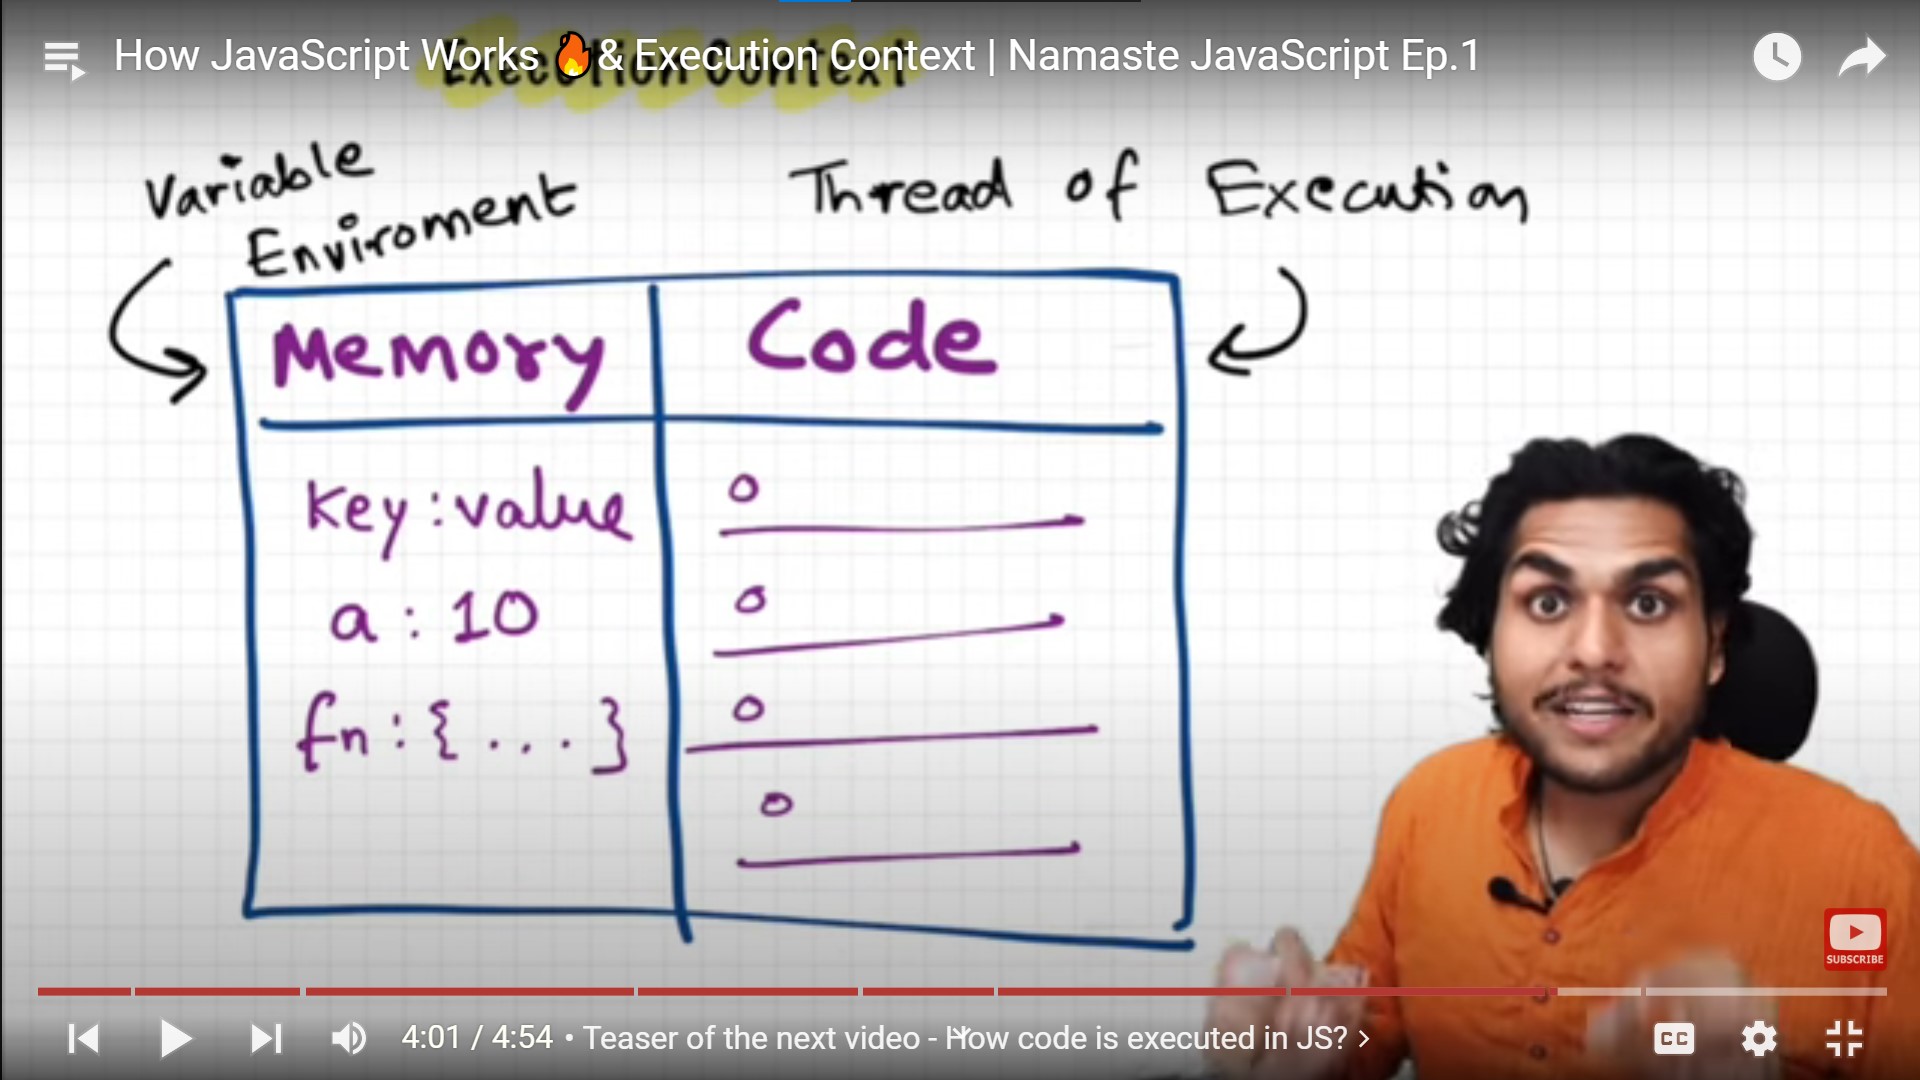 How JavaScript Works 🔥& Execution Context | Namaste JavaScript Ep.1
Execution Context
Variable
Enviroment
Thread of Execution
Memory
Code
key : value
a : 10
fn : { . . . . }
SUBSCRIBE
4:01 / 4:54 • Teaser of the next video - How code is executed in JS? >
CC